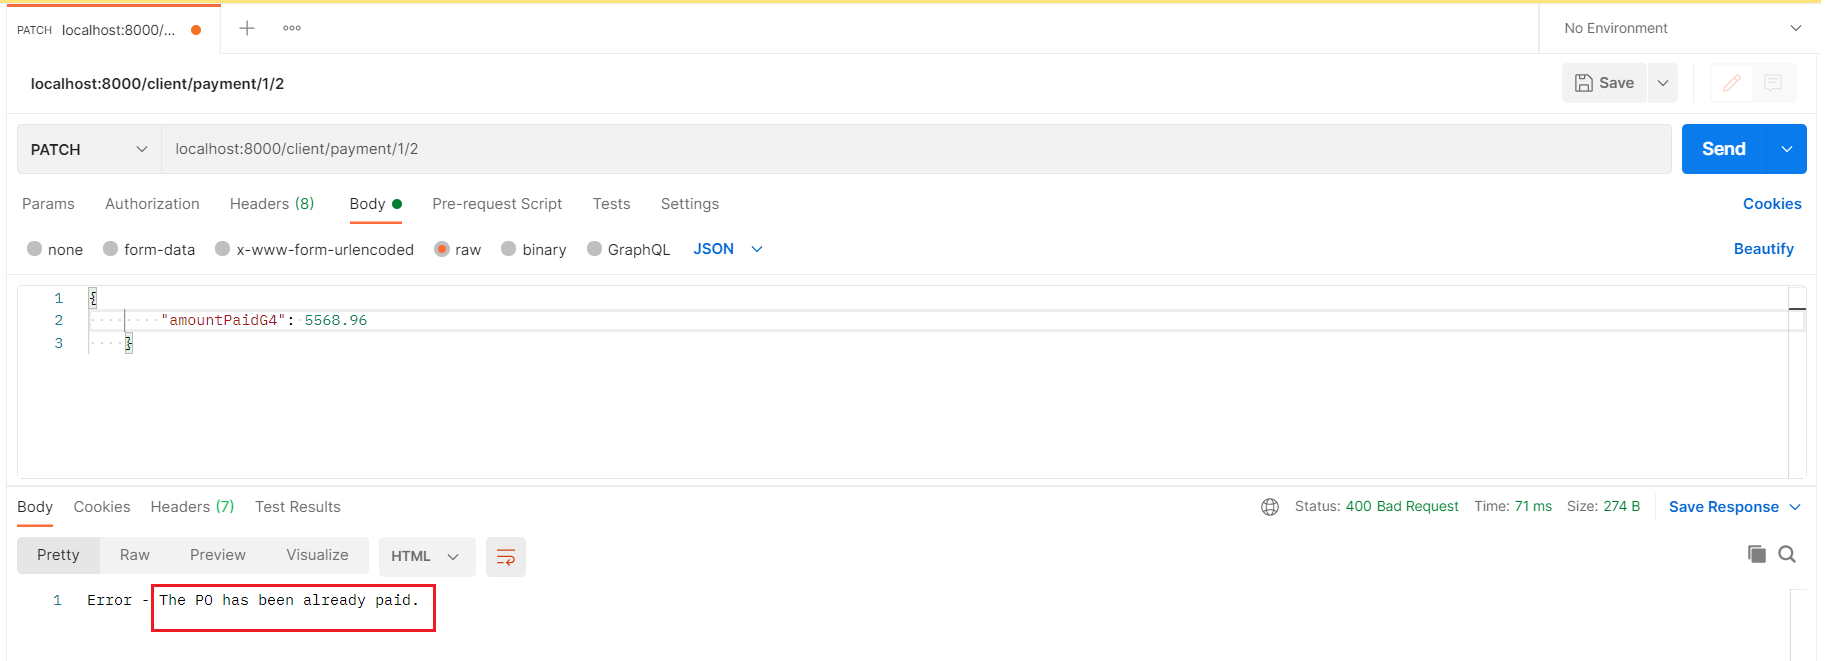 PATCH localhost:8000/...
No Environment
localhost:8000/client/payment/1/2
Save
PATCH localhost:8000/client/payment/1/2
Send
Params Authorization Headers (8) Body Pre-request Script Tests Settings Cookies
none form-data x-www-form-urlencoded raw binary GraphQL JSON Beautify
1 {
2 "amountPaidG4": 5568.96
3 }
Body Cookies Headers (7) Test Results Status: 400 Bad Request Time: 71 ms Size: 274 B Save Response
Pretty Raw Preview Visualize HTML
1 Error - The PO has been already paid.